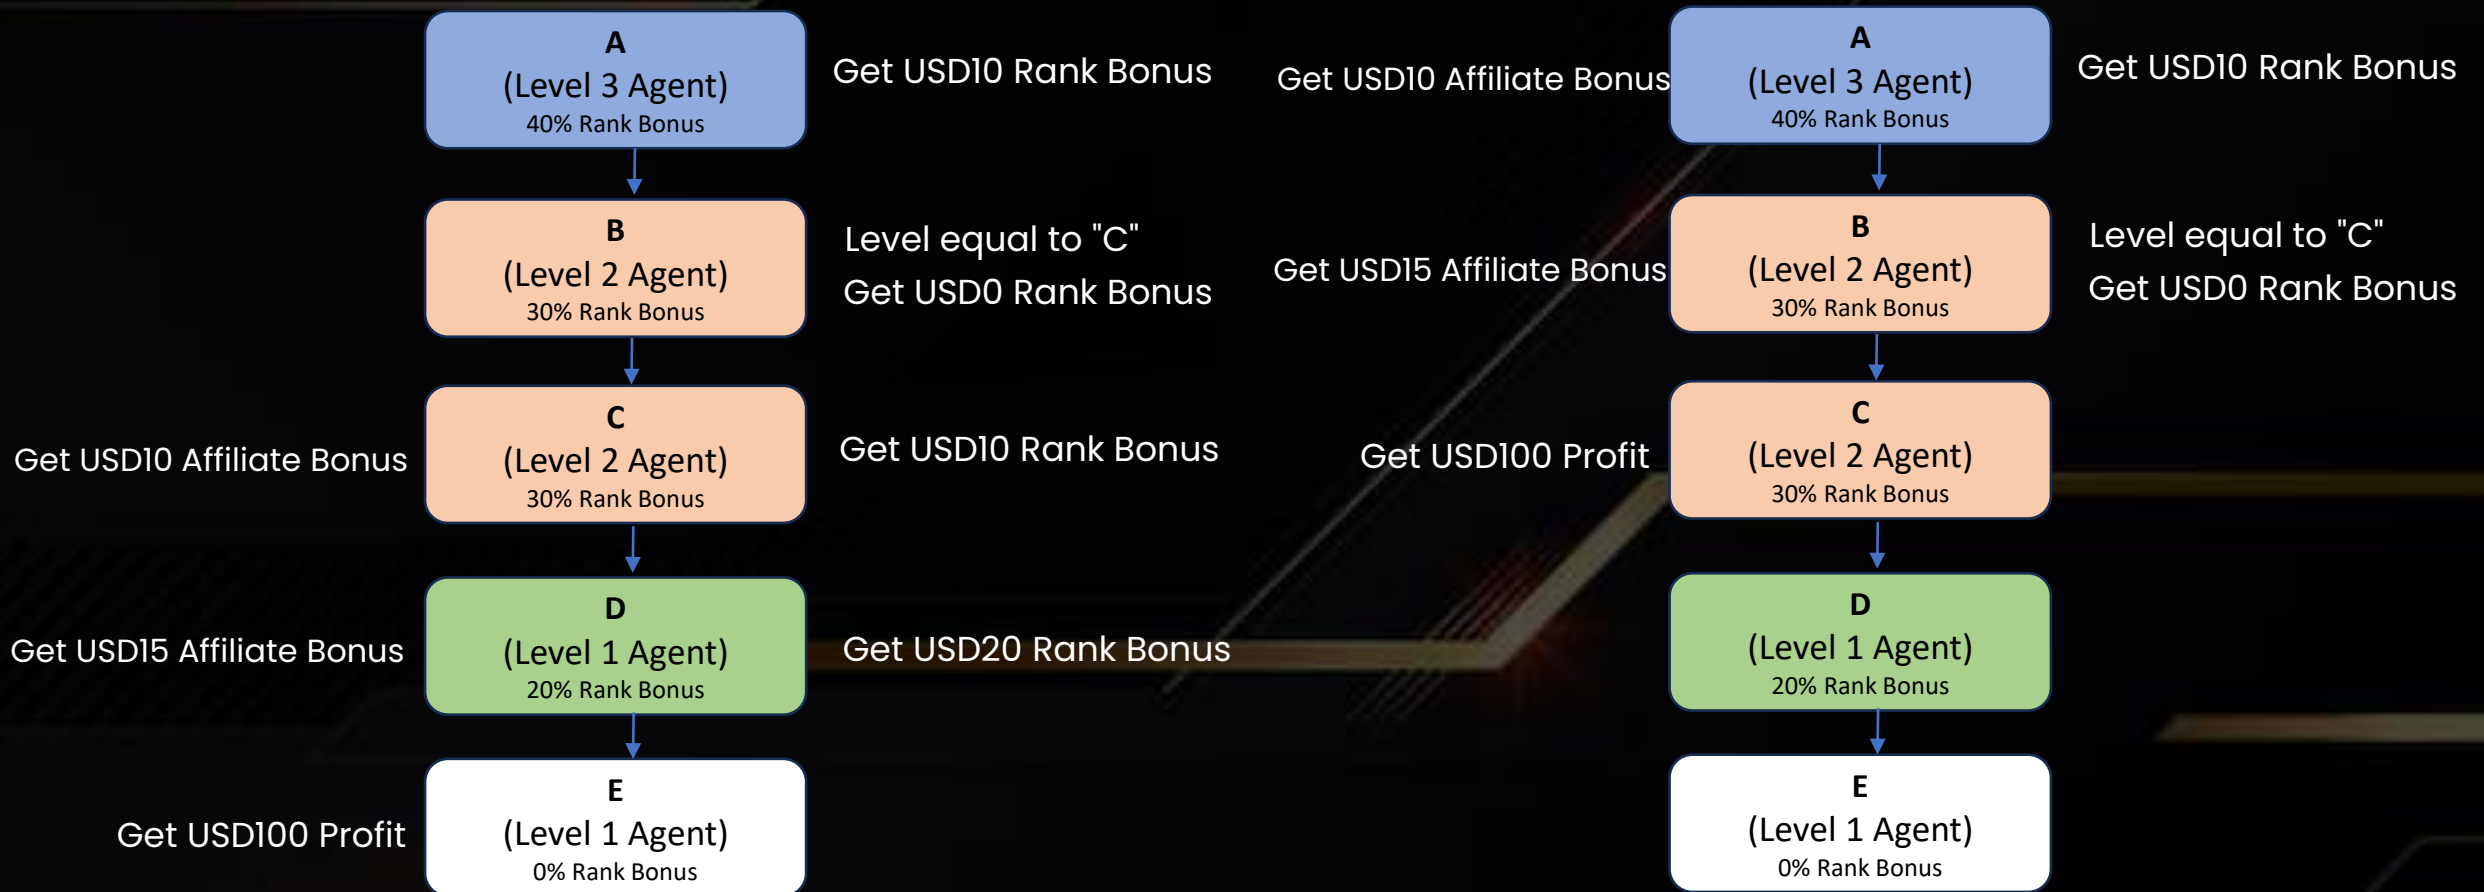 A
(Level 3 Agent)
40% Rank Bonus
Get USD10 Rank Bonus
B
(Level 2 Agent)
30% Rank Bonus
Level equal to "C"
Get USD0 Rank Bonus
Get USD10 Affiliate Bonus
C
(Level 2 Agent)
30% Rank Bonus
Get USD10 Rank Bonus
Get USD15 Affiliate Bonus
D
(Level 1 Agent)
20% Rank Bonus
Get USD20 Rank Bonus
Get USD100 Profit
E
(Level 1 Agent)
0% Rank Bonus
Get USD10 Affiliate Bonus
A
(Level 3 Agent)
40% Rank Bonus
Get USD10 Rank Bonus
Get USD15 Affiliate Bonus
B
(Level 2 Agent)
30% Rank Bonus
Level equal to "C"
Get USD0 Rank Bonus
Get USD100 Profit
C
(Level 2 Agent)
30% Rank Bonus
D
(Level 1 Agent)
20% Rank Bonus
E
(Level 1 Agent)
0% Rank Bonus